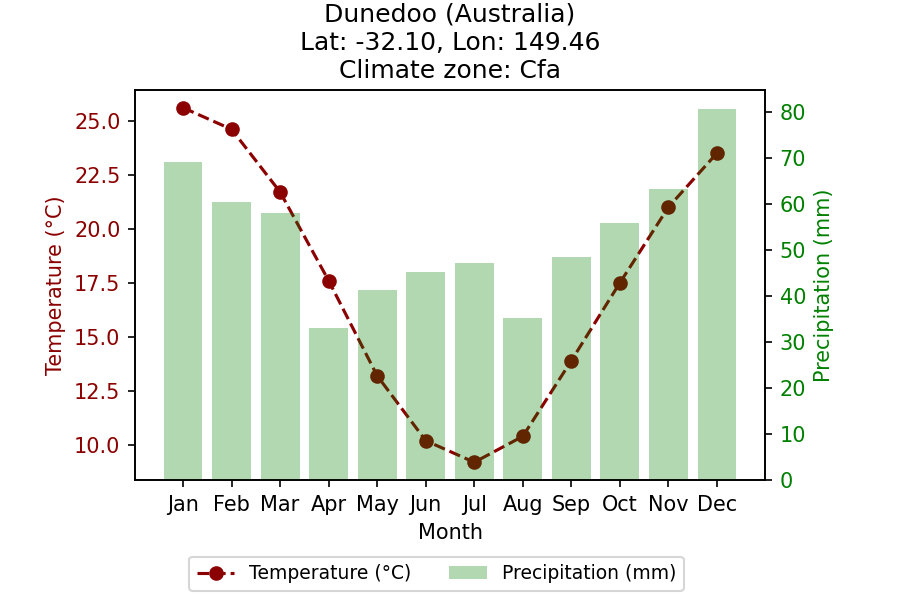 Dunedoo (Australia)
Lat: -32.10, Lon: 149.46
Climate zone: Cfa
Temperature (°C)
25.0
22.5
20.0
17.5
15.0
12.5
10.0
Precipitation (mm)
80
70
60
50
40
30
20
10
0
Jan Feb Mar Apr May Jun Jul Aug Sep Oct Nov Dec
Month
Temperature (°C) Precipitation (mm)